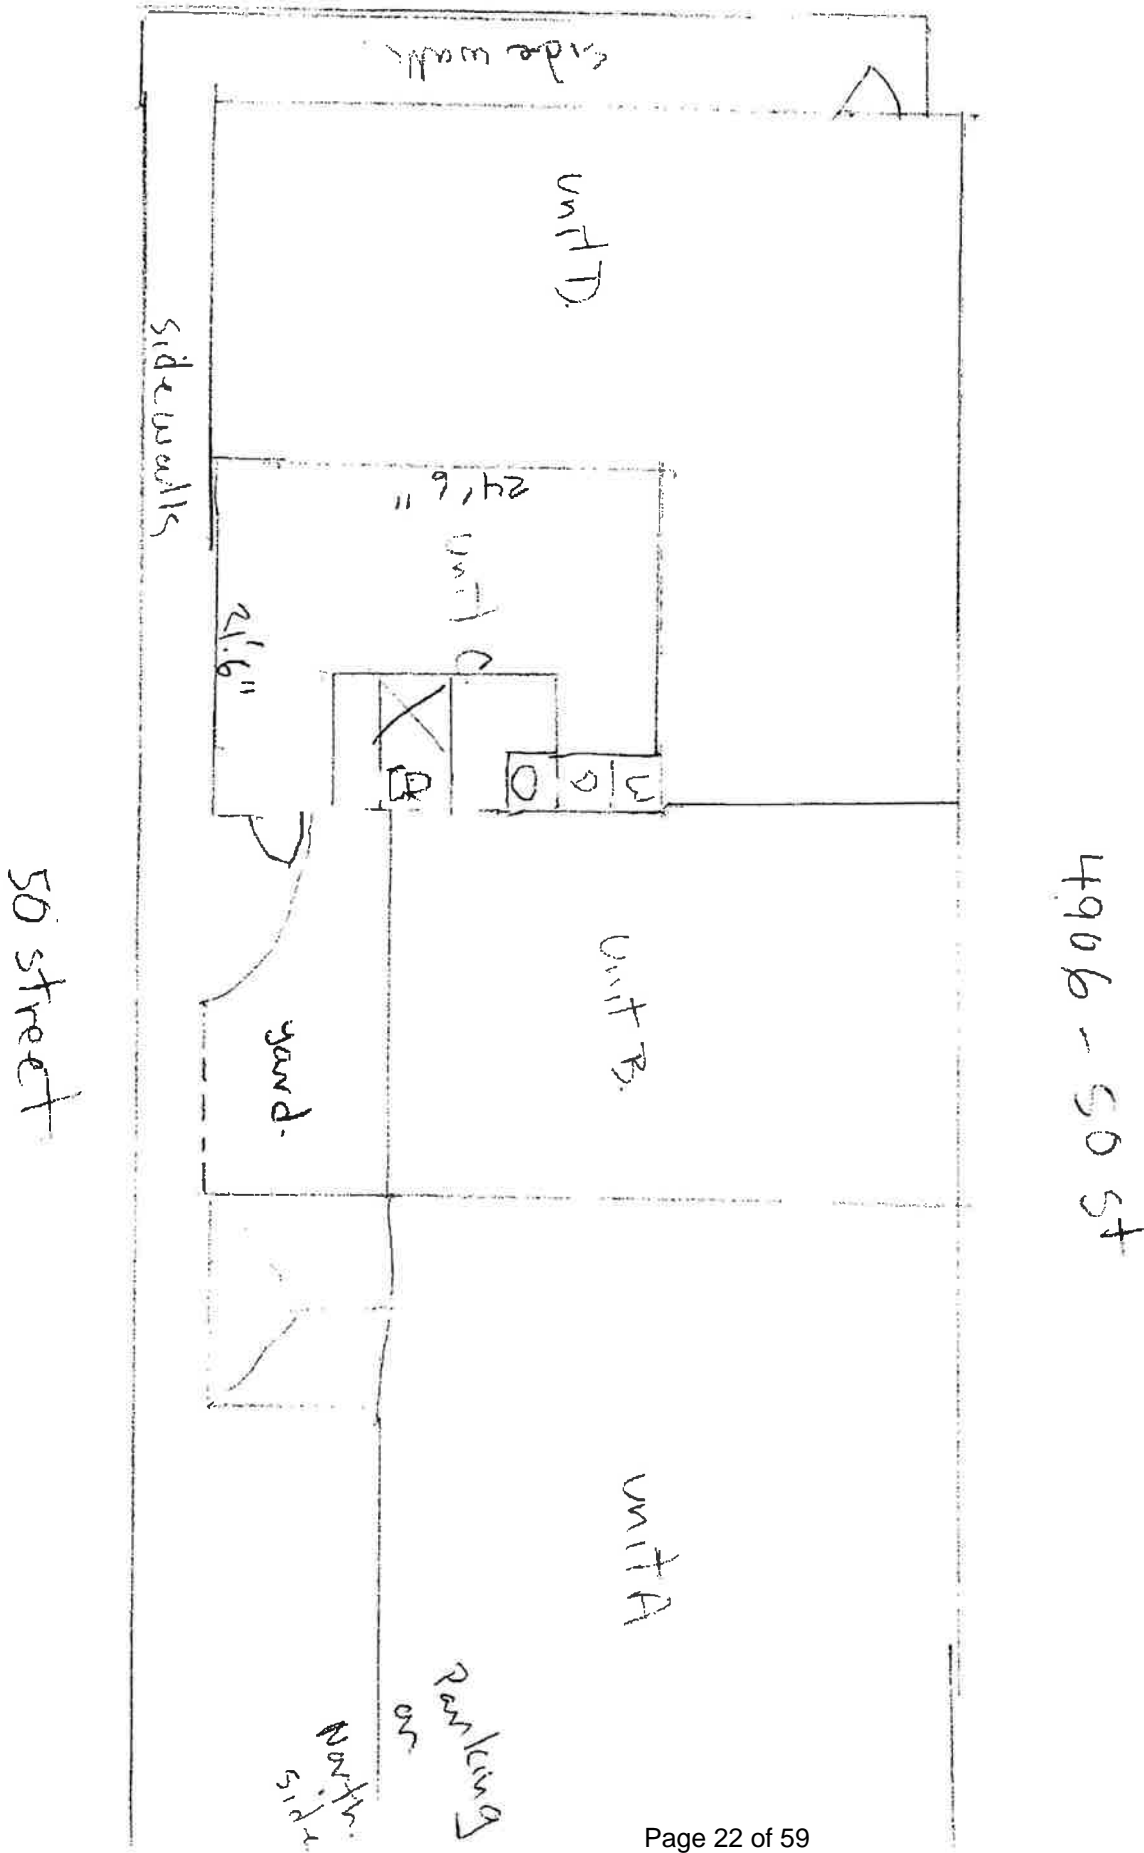 side walk
unit D.
sidewalk
24'6"
unit C
21'6"
O
D
W
4906 - 50 St
50 street
unit B.
yard.
unit A
Parking
on
North
side
Page 22 of 59